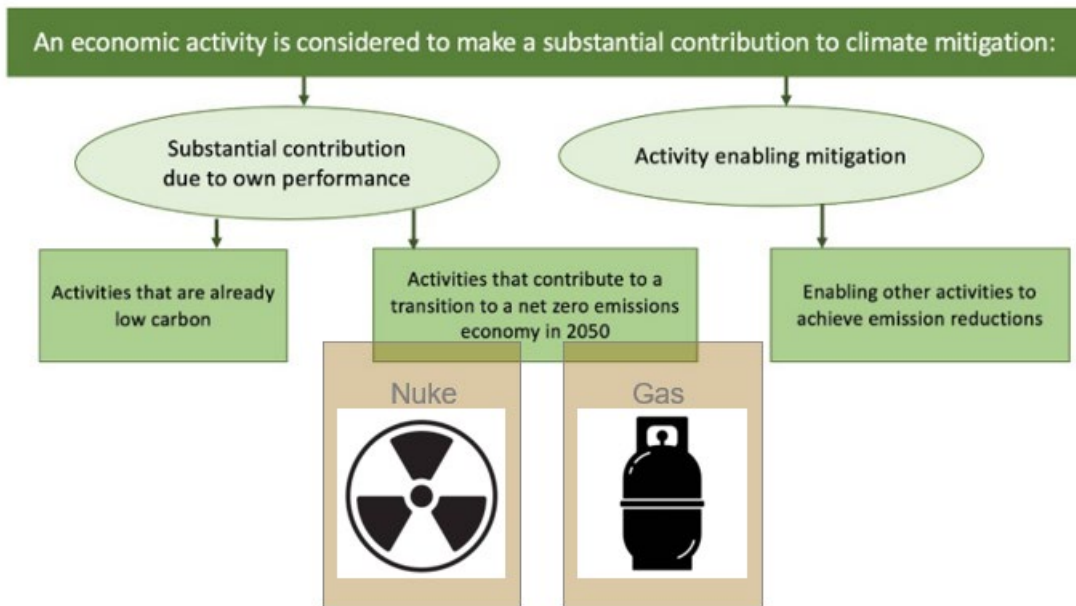 An economic activity is considered to make a substantial contribution to climate mitigation:
Substantial contribution
due to own performance
Activity enabling mitigation
Activities that are already
low carbon
Activities that contribute to a
transition to a net zero emissions
economy in 2050
Enabling other activities to
achieve emission reductions
Nuke
Gas